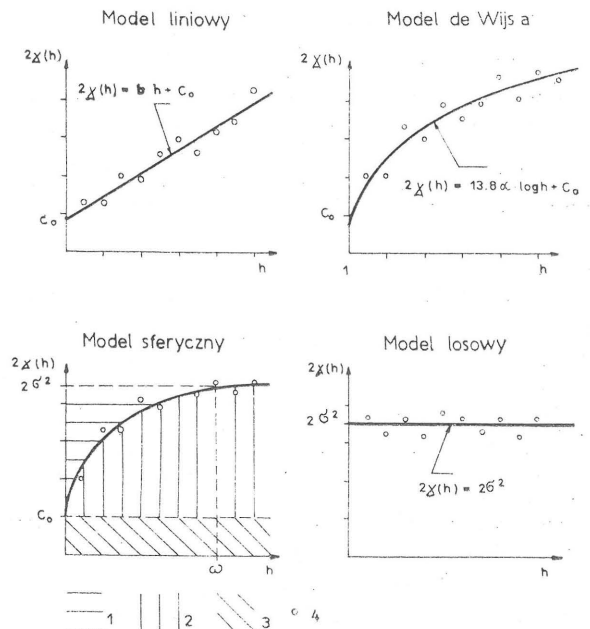 Model liniowy
2γ(h)
2γ(h) = b h + C₀
C₀
h
Model de Wijs a
2γ(h)
2γ(h) = 13.8α·logh + C₀
C₀
1
h
Model sferyczny
2γ(h)
2σ²
C₀
ω
h
Model losowy
2γ(h)
2σ²
2γ(h) = 2σ²
h
1 2 3 4